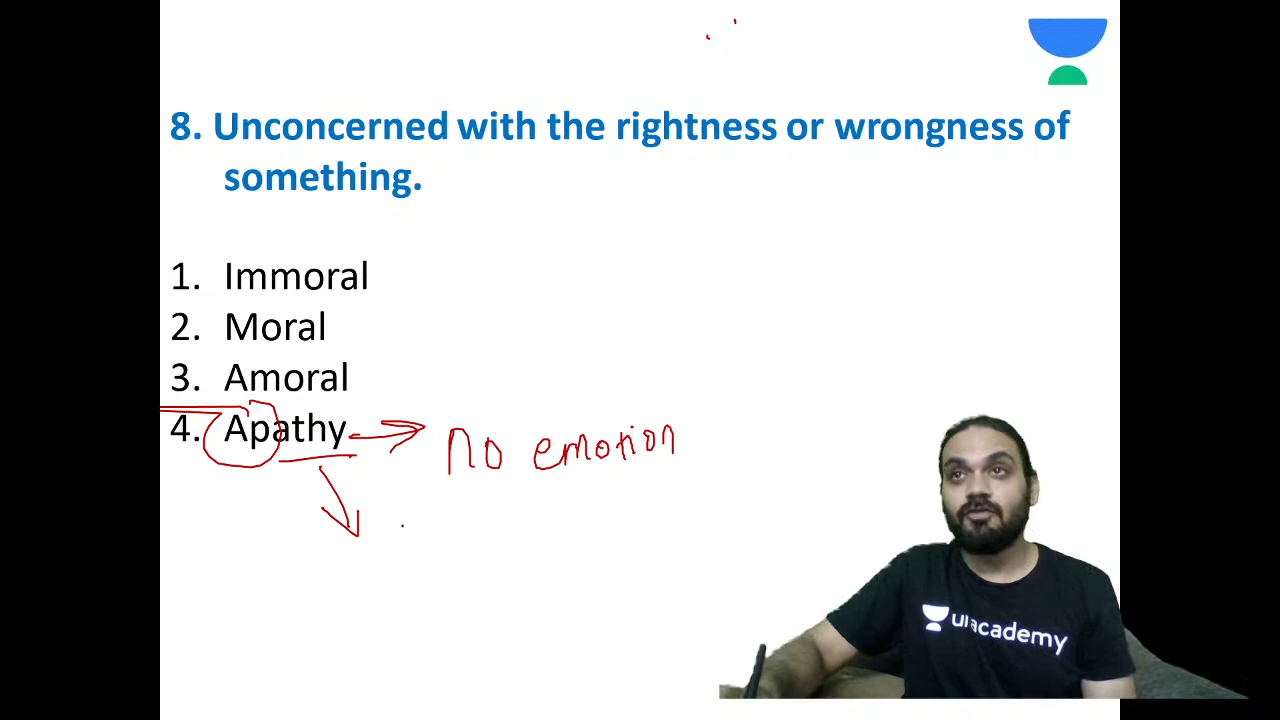 8. Unconcerned with the rightness or wrongness of
something.
1. Immoral
2. Moral
3. Amoral
4. Apathy
no emotion
unacademy